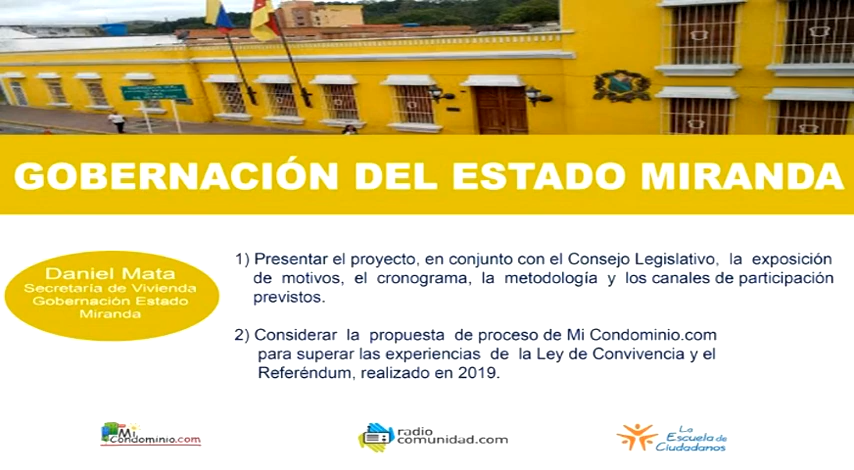 GOBERNACIÓN DEL ESTADO MIRANDA
Daniel Mata
Secretaría de Vivienda
Gobernación Estado
Miranda
1) Presentar el proyecto, en conjunto con el Consejo Legislativo, la exposición
de motivos, el cronograma, la metodología y los canales de participación
previstos.
2) Considerar la propuesta de proceso de Mi Condominio.com
para superar las experiencias de la Ley de Convivencia y el
Referéndum, realizado en 2019.
Mi
Condominio.com
radio
comunidad.com
La
Escuela de
Ciudadanos